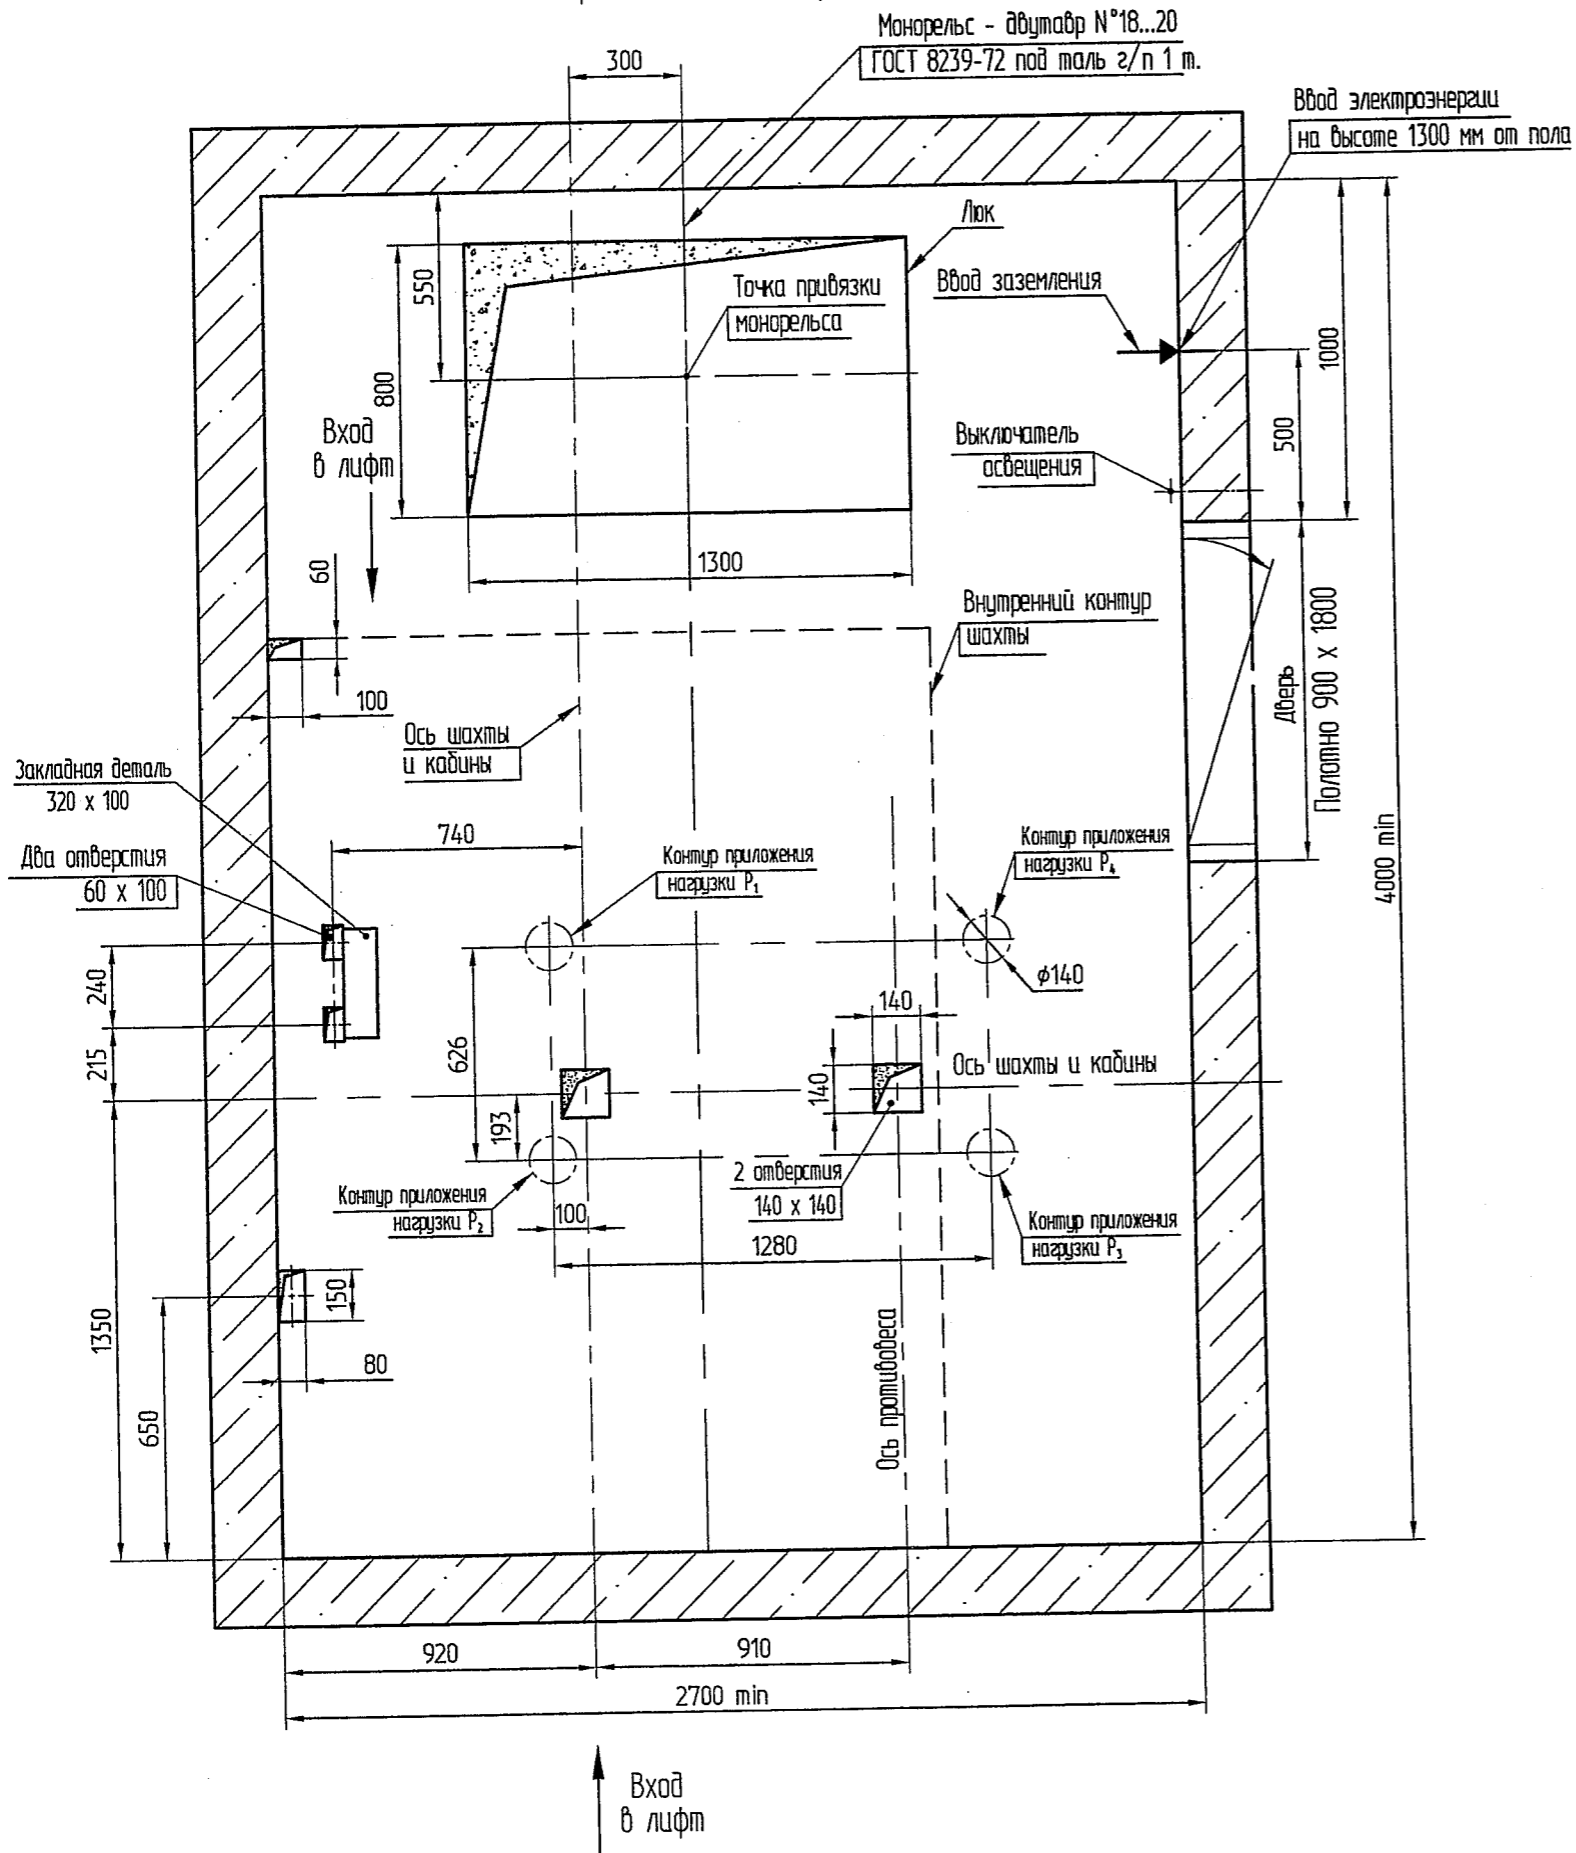 Монорельс - двутавр N°18...20
ГОСТ 8239-72 под таль г/п 1 т.
300
Ввод электроэнергии
на высоте 1300 мм от пола
Люк
550
800
Точка привязки
монорельса
Ввод заземления
1000
500
Вход
в лифт
Выключатель
освещения
1300
60
100
Внутренний контур
шахты
Дверь
Полотно 900 x 1800
Ось шахты
и кабины
Закладная деталь
320 x 100
740
Два отверстия
60 x 100
Контур приложения
нагрузки P₁
Контур приложения
нагрузки P₄
4000 min
240
215
626
193
140
140
ϕ140
Ось шахты и кабины
Контур приложения
нагрузки P₂
100
2 отверстия
140 x 140
1280
Контур приложения
нагрузки P₃
1350
650
150
80
Ось противовеса
920
910
2700 min
Вход
в лифт